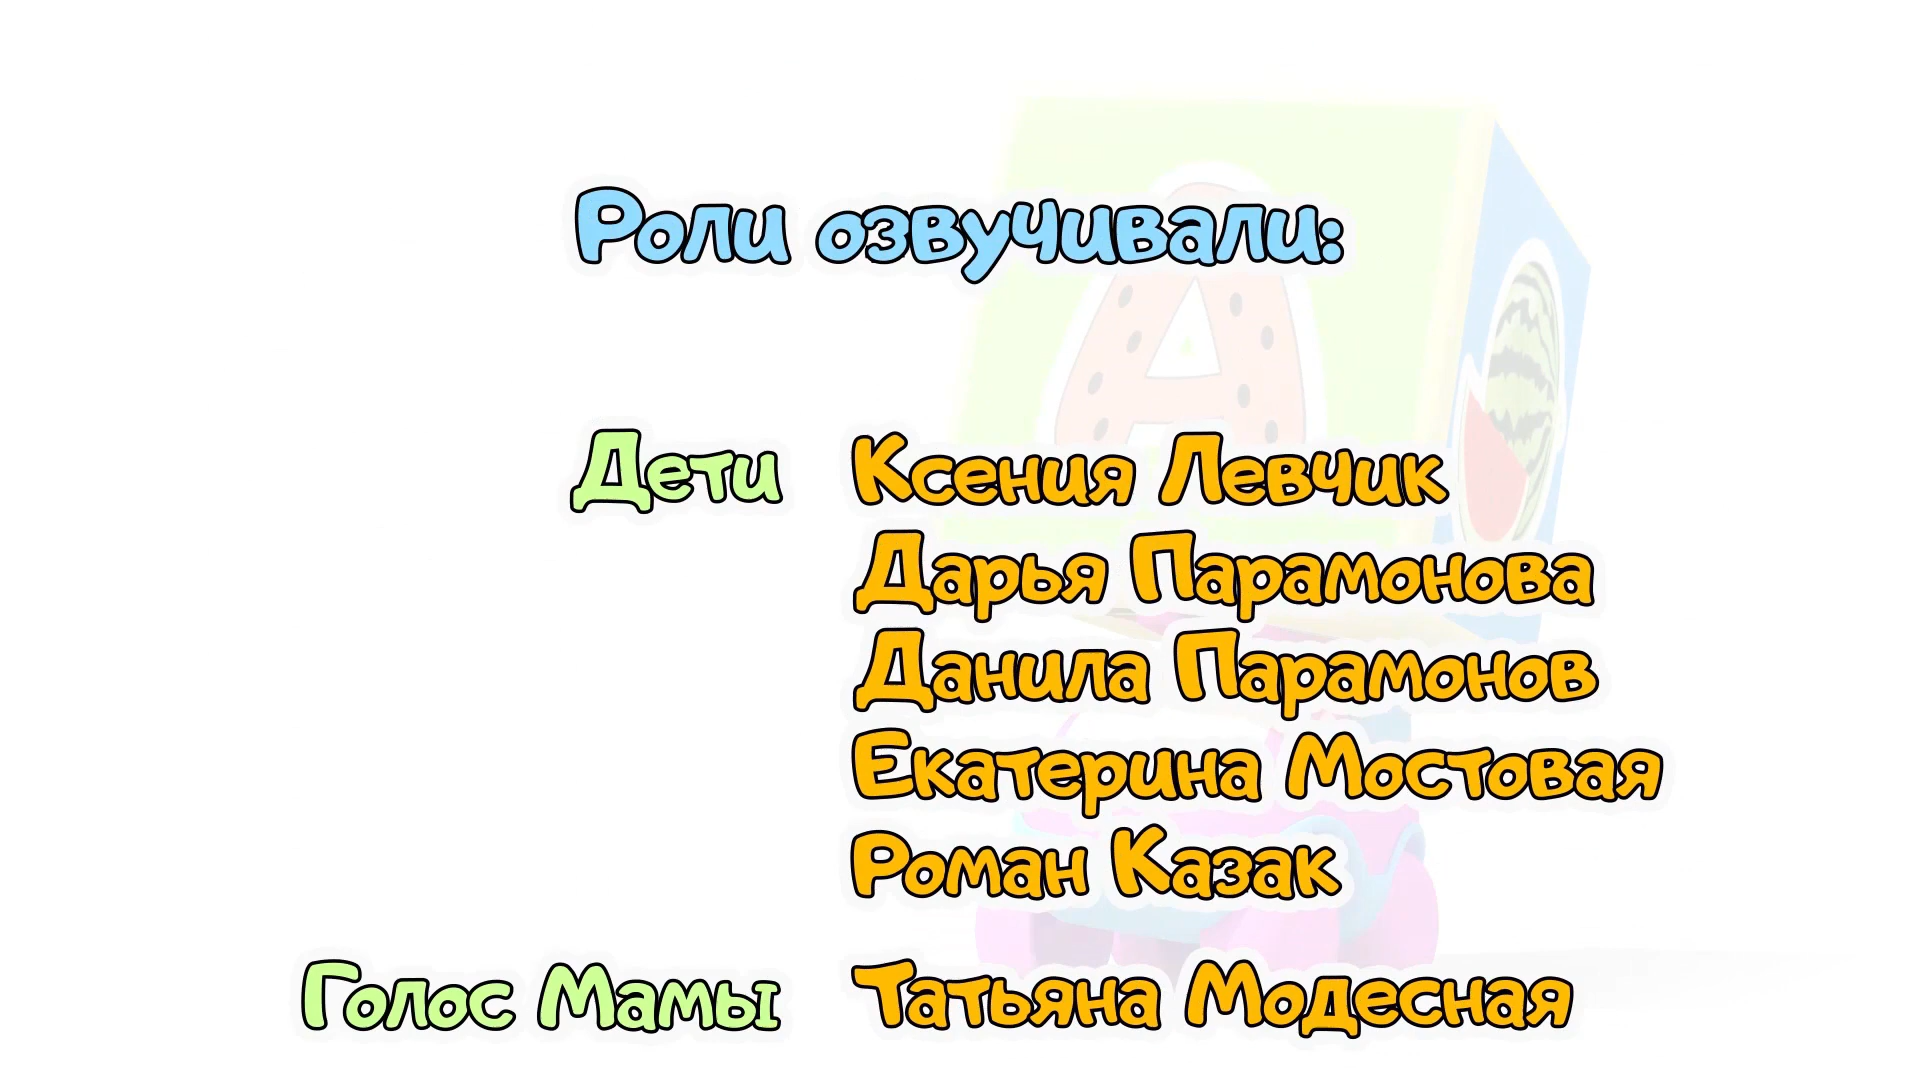 Роли озвучивали:
А
Дети Ксения Левчик
Дарья Парамонова
Данила Парамонов
Екатерина Мостовая
Роман Казак
Голос Мамы Татьяна Модесная